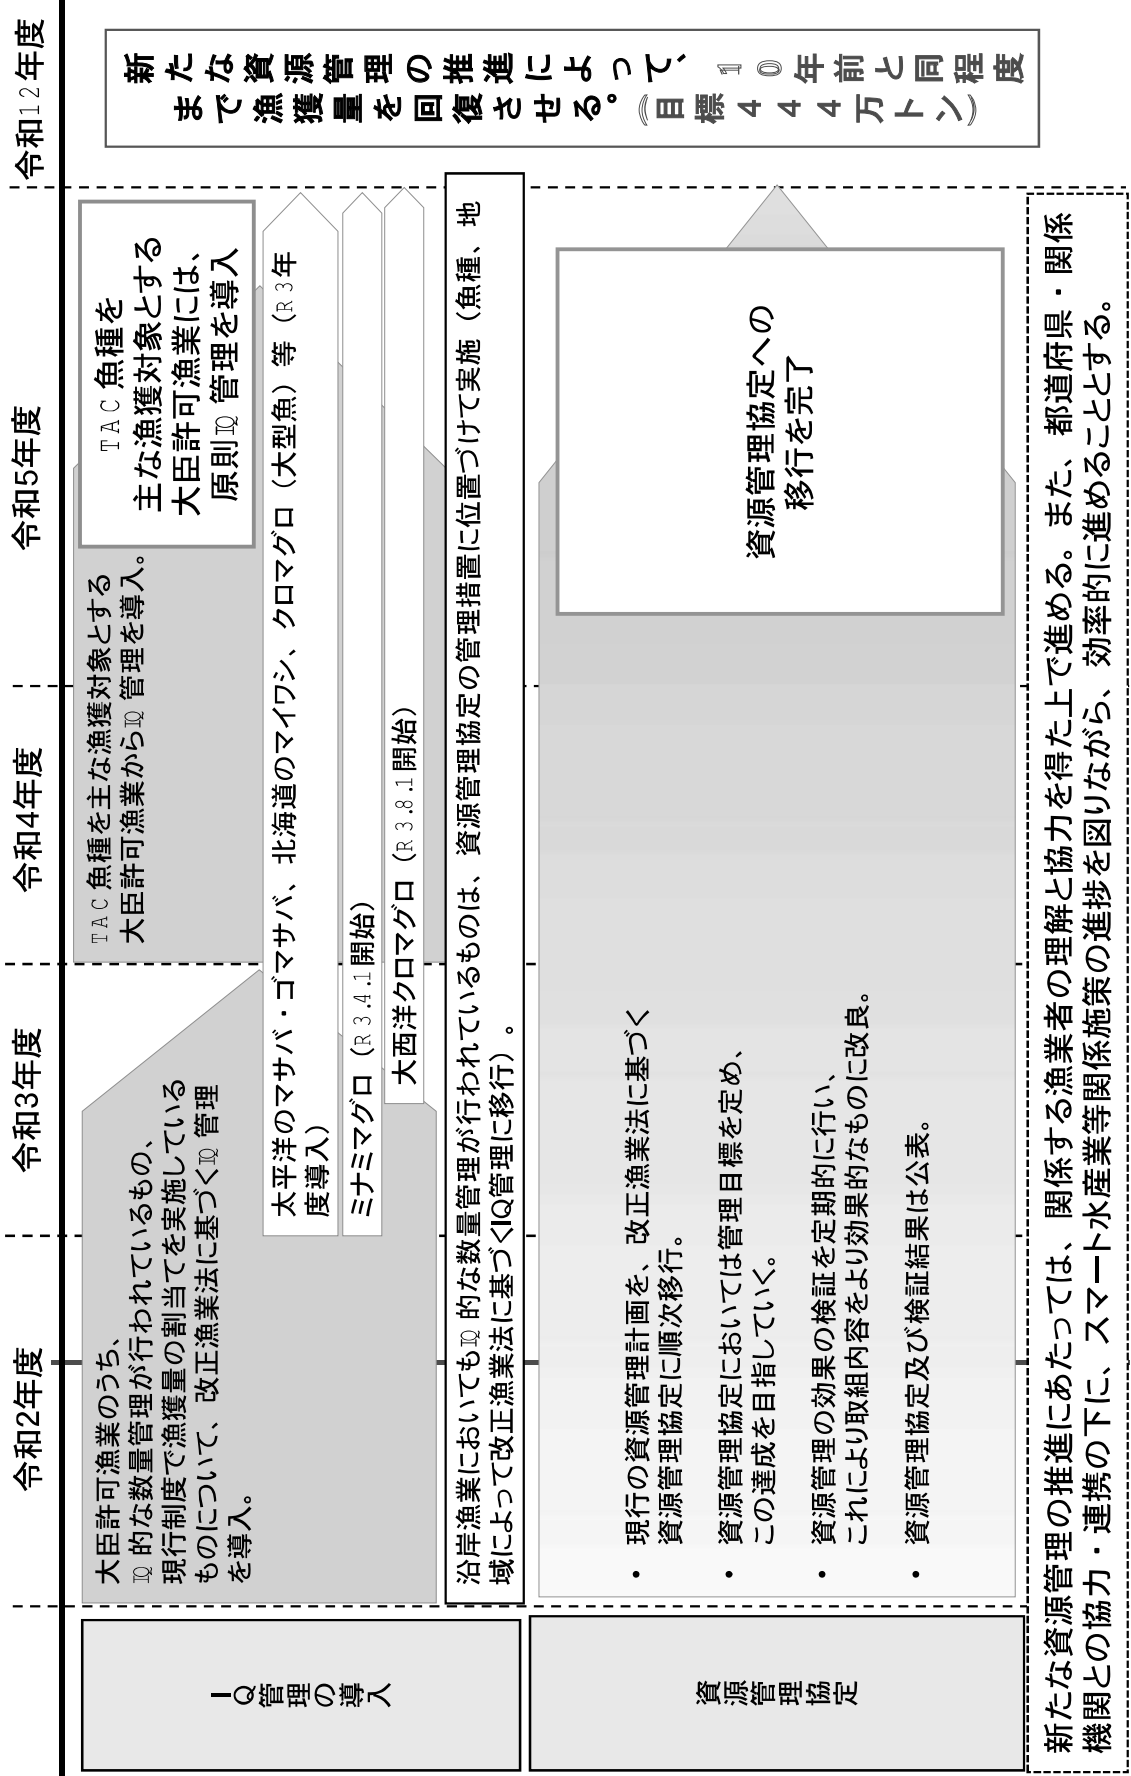 令和2年度
令和3年度
令和4年度
令和5年度
令和12年度
IQ管理の導入
大臣許可漁業のうち、
IQ的な数量管理が行われているもの、
現行制度で漁獲量の割当てを実施している
ものについて、改正漁業法に基づくIQ管理
を導入。
TAC魚種を主な漁獲対象とする
大臣許可漁業からIQ管理を導入。
TAC魚種を
主な漁獲対象とする
大臣許可漁業には、
原則IQ管理を導入
太平洋のマサバ・ゴマサバ、北海道のマイワシ、クロマグロ（大型魚）等（R3年
度導入）
ミナミマグロ（R3.4.1開始）
大西洋クロマグロ（R3.8.1開始）
沿岸漁業においてもIQ的な数量管理が行われているものは、資源管理協定の管理措置に位置づけて実施（魚種、地
域によって改正漁業法に基づくIQ管理に移行）。
資源管理協定
・ 現行の資源管理計画を、改正漁業法に基づく
資源管理協定に順次移行。
・ 資源管理協定においては管理目標を定め、
この達成を目指していく。
・ 資源管理の効果の検証を定期的に行い、
これにより取組内容をより効果的なものに改良。
・ 資源管理協定及び検証結果は公表。
資源管理協定への
移行を完了
新たな資源管理の推進によって、10年前と同程度
まで漁獲量を回復させる。（目標444万トン）
新たな資源管理の推進にあたっては、関係する漁業者の理解と協力を得た上で進める。また、都道府県・関係
機関との協力・連携の下に、スマート水産業等関係施策の進捗を図りながら、効率的に進めることとする。